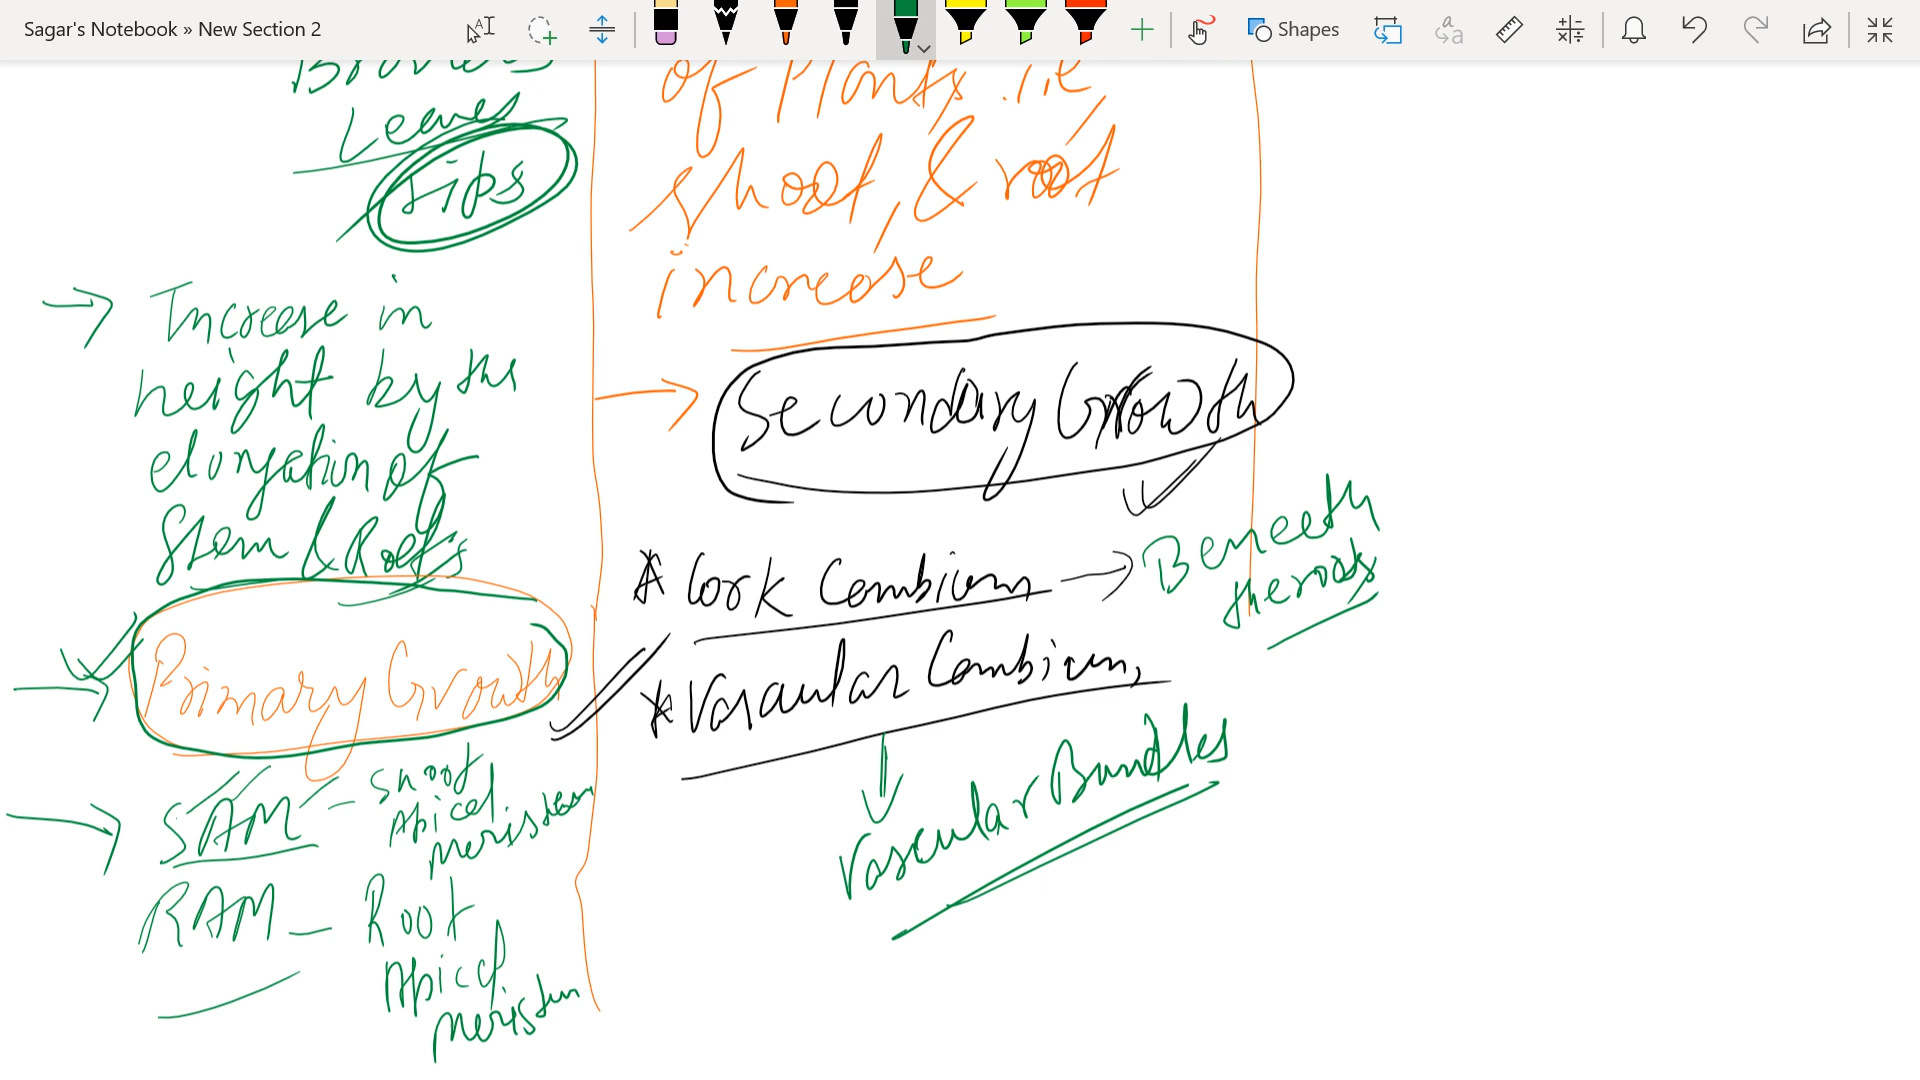 Sagar's Notebook » New Section 2
Shapes
Leaves
tips
→ Increase in
height by the
elongation of
Stem & Roots
→ Primary Growth
→ SAM - Shoot
Apical
meristem
RAM - Root
Apical
meristem
of Plants i.e,
shoot, & root
increase
→ Secondary Growth
* Cork Cambium → Beneeth
the roots
* Vascular Cambium,
↓
Vascular Bundles